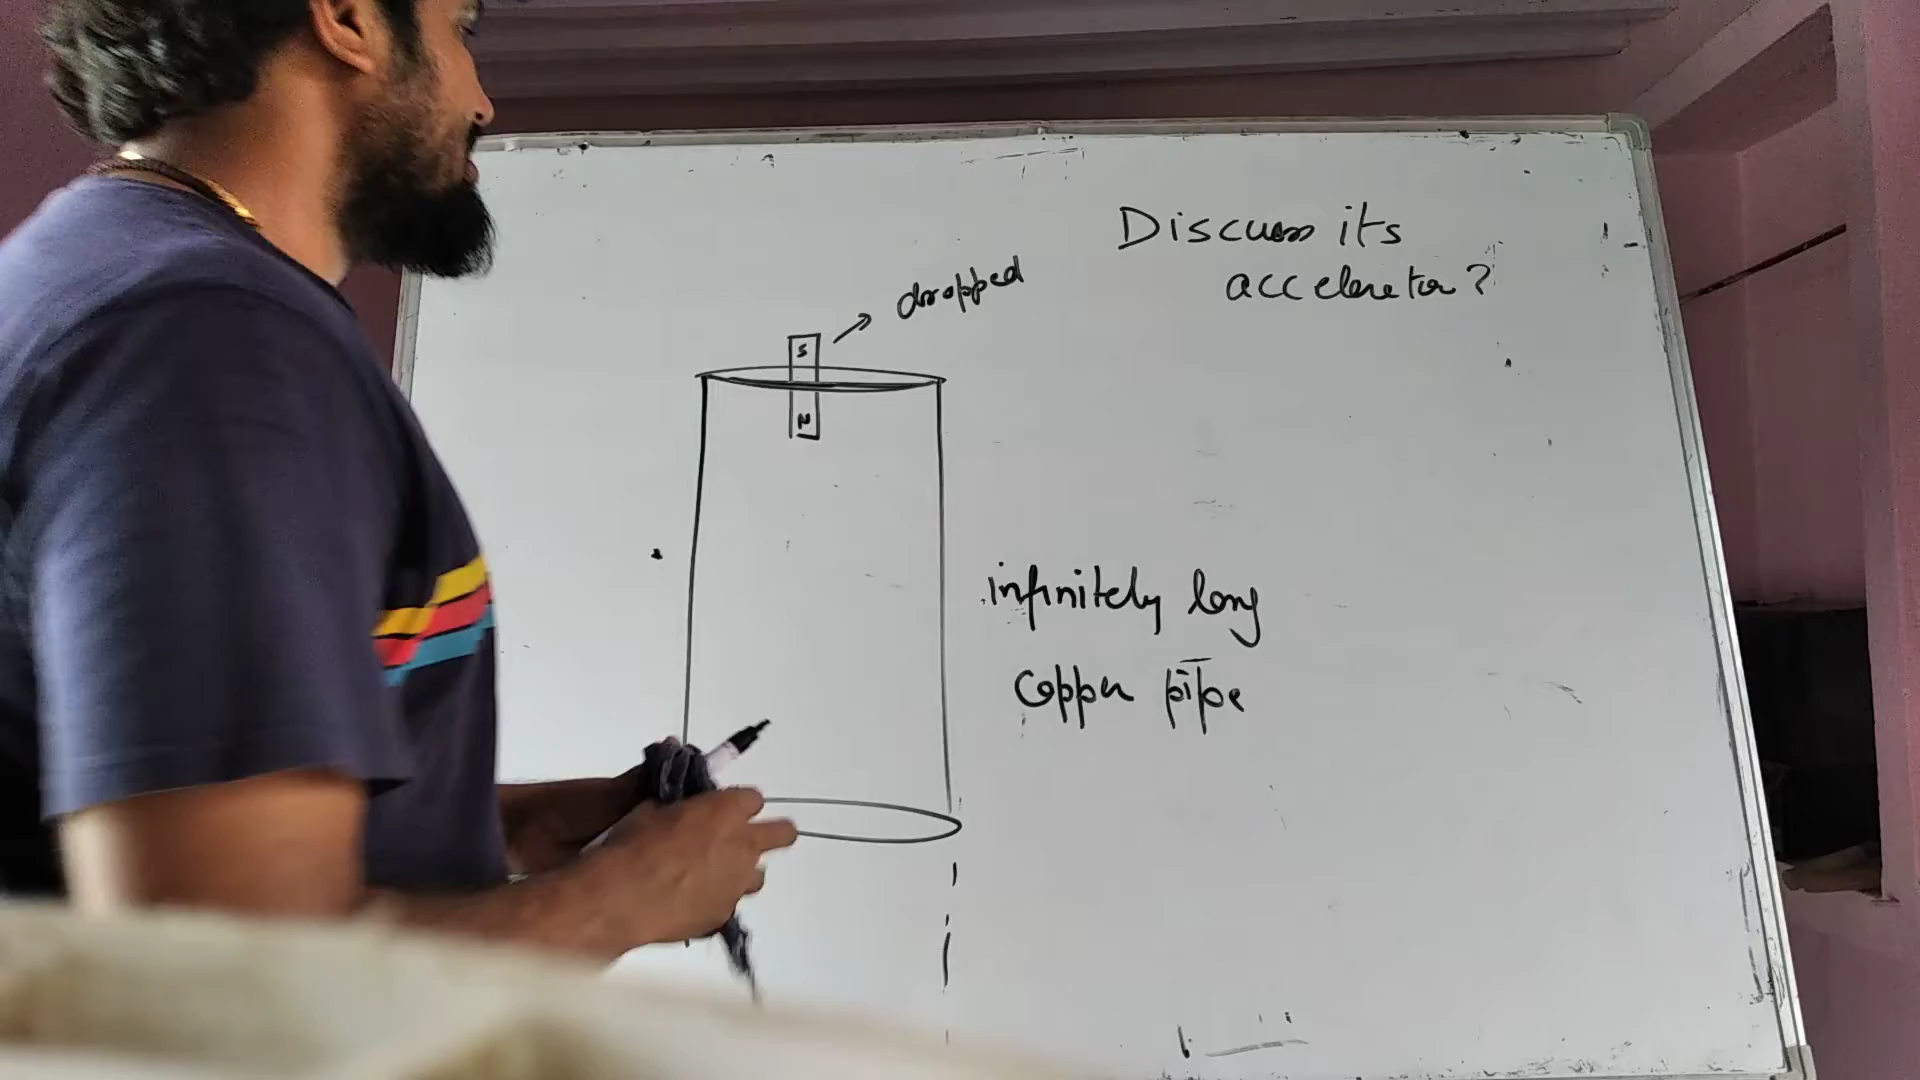 Discuss its
acceleration?
dropped
S
N
infinitely long
copper pipe